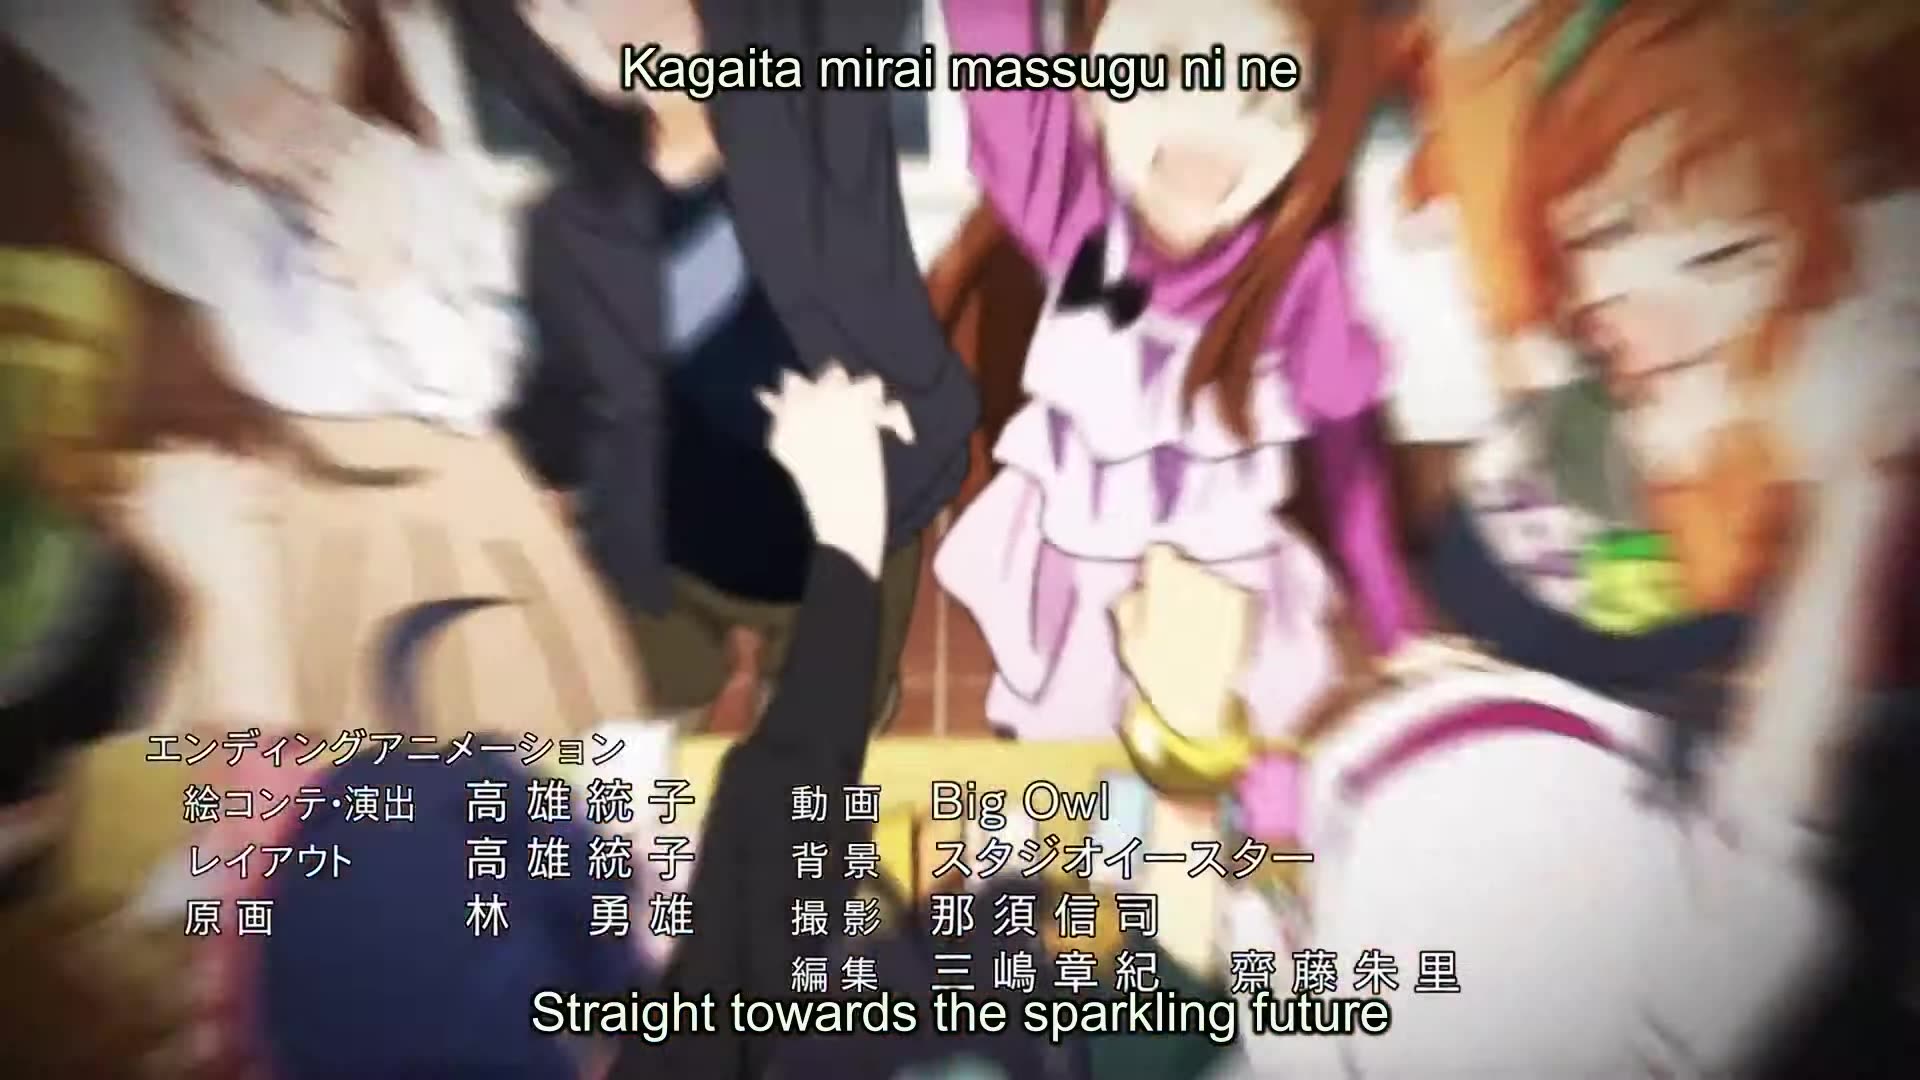 Kagaita mirai massugu ni ne
エンディングアニメーション
絵コンテ・演出 高雄統子 動画 Big Owl
レイアウト 高雄統子 背景 スタジオイースター
原画 林 勇雄 撮影 那須信司
編集 三嶋章紀 齋藤朱里
Straight towards the sparkling future